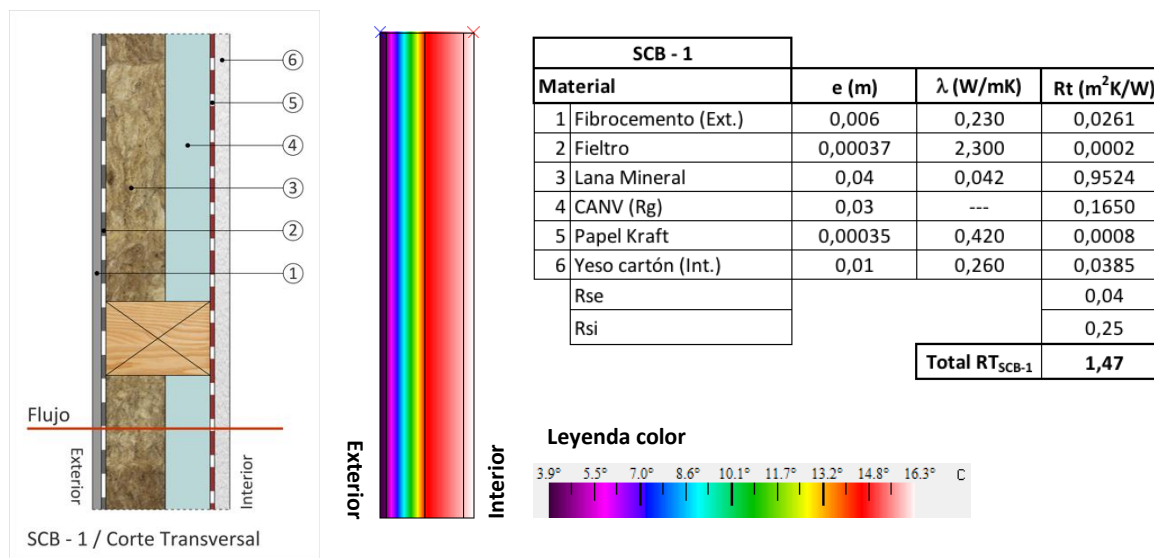 6
5
4
3
2
1
Flujo
Exterior
Interior
SCB - 1 / Corte Transversal
Exterior
Interior
SCB - 1
Material e (m) λ (W/mK) Rt (m²K/W)
1 Fibrocemento (Ext.) 0,006 0,230 0,0261
2 Fieltro 0,00037 2,300 0,0002
3 Lana Mineral 0,04 0,042 0,9524
4 CANV (Rg) 0,03 --- 0,1650
5 Papel Kraft 0,00035 0,420 0,0008
6 Yeso cartón (Int.) 0,01 0,260 0,0385
Rse 0,04
Rsi 0,25
Total RT SCB-1 1,47
Leyenda color
3.9° 5.5° 7.0° 8.6° 10.1° 11.7° 13.2° 14.8° 16.3° C